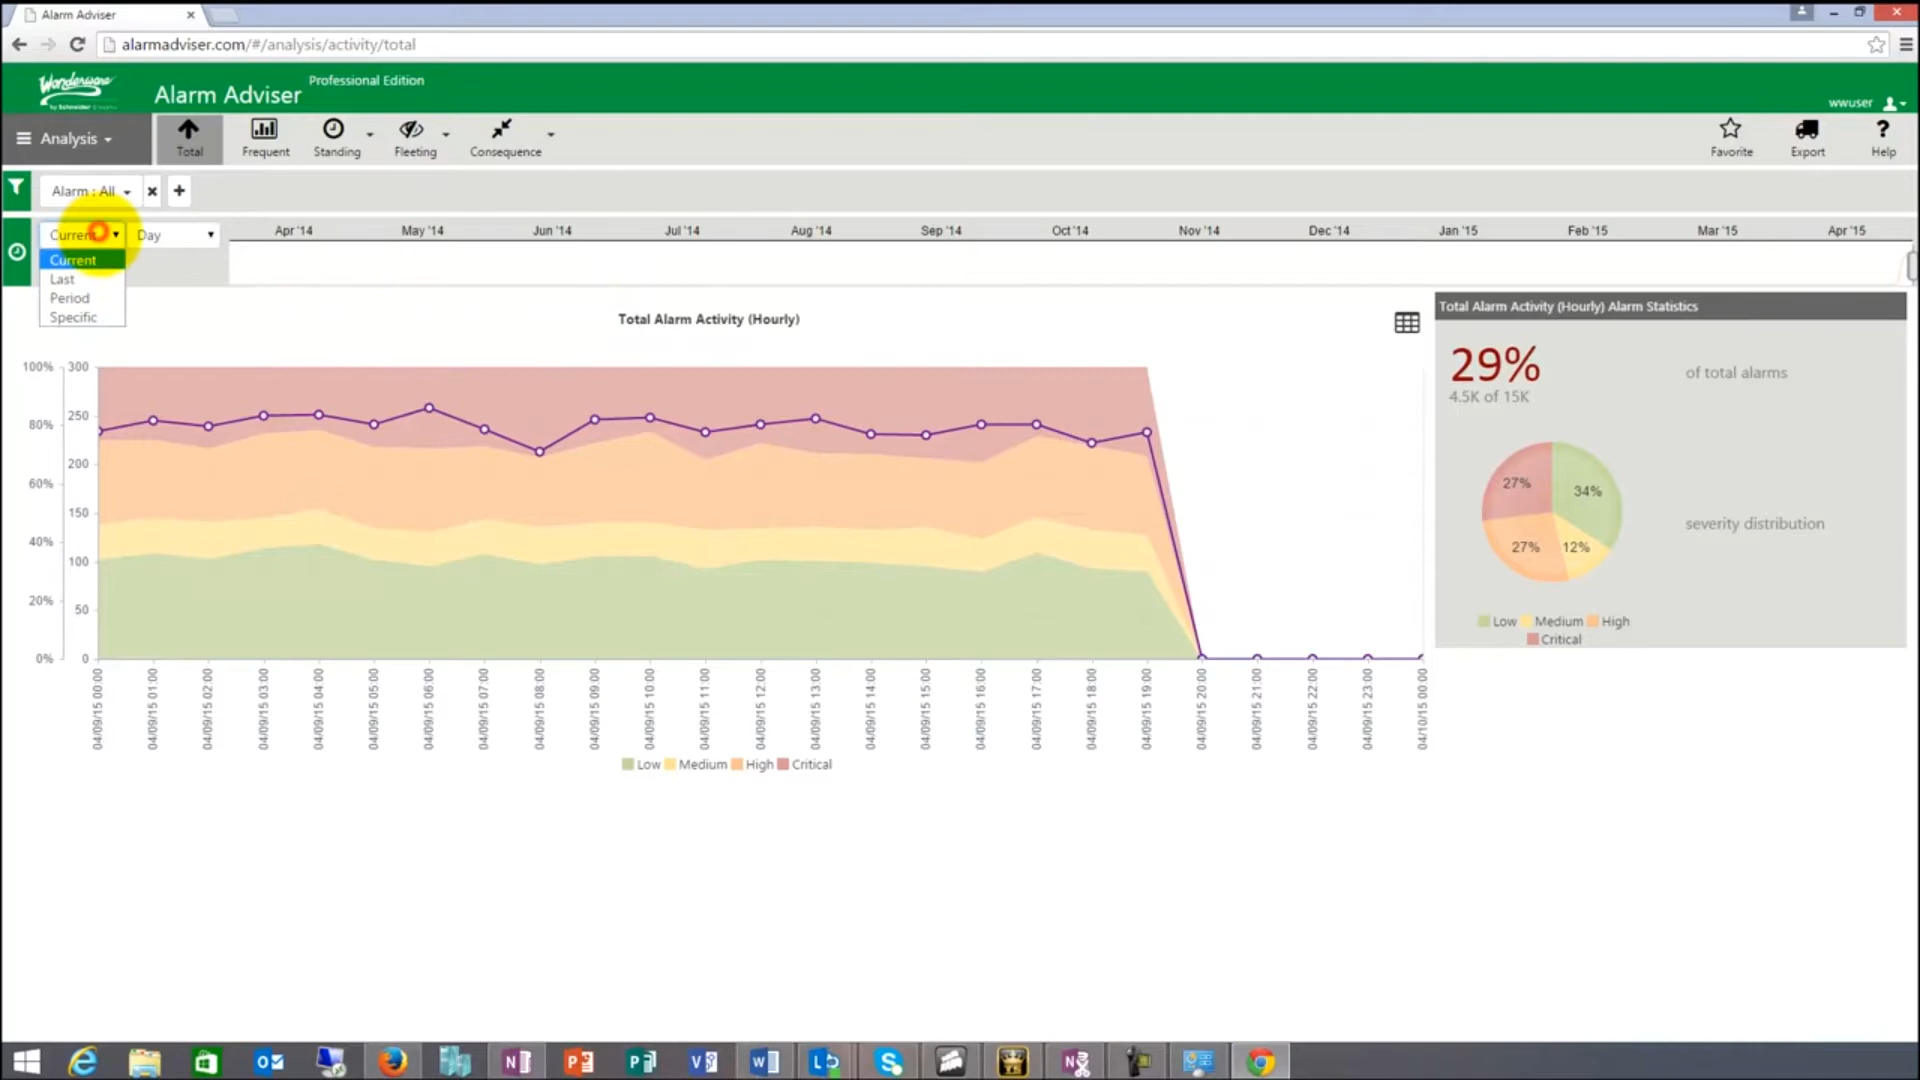 Alarm Adviser
alarmadviser.com/#/analysis/activity/total
Wonderware
by Schneider Electric
Alarm Adviser
Professional Edition
wwuser
Analysis
Total
Frequent
Standing
Fleeting
Consequence
Favorite
Export
Help
Alarm : All
Current
Day
Apr '14
May '14
Jun '14
Jul '14
Aug '14
Sep '14
Oct '14
Nov '14
Dec '14
Jan '15
Feb '15
Mar '15
Apr '15
Current
Last
Period
Specific
Total Alarm Activity (Hourly)
100%
80%
60%
40%
20%
0%
300
250
200
150
100
50
0
04/09/15 00:00
04/09/15 01:00
04/09/15 02:00
04/09/15 03:00
04/09/15 04:00
04/09/15 05:00
04/09/15 06:00
04/09/15 07:00
04/09/15 08:00
04/09/15 09:00
04/09/15 10:00
04/09/15 11:00
04/09/15 12:00
04/09/15 13:00
04/09/15 14:00
04/09/15 15:00
04/09/15 16:00
04/09/15 17:00
04/09/15 18:00
04/09/15 19:00
04/09/15 20:00
04/09/15 21:00
04/09/15 22:00
04/09/15 23:00
04/10/15 00:00
Low Medium High Critical
Total Alarm Activity (Hourly) Alarm Statistics
29%
of total alarms
4.5K of 15K
27%
34%
27%
12%
severity distribution
Low Medium High
Critical